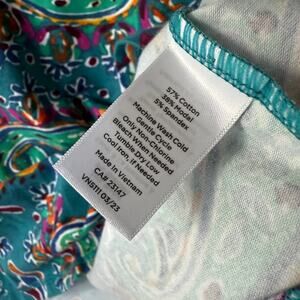 57% Cotton
38% Modal
5% Spandex
Machine Wash Cold
Gentle Cycle
Only Non-Chlorine
Bleach When Needed
Tumble Dry Low
Cool Iron, if Needed
Made in Vietnam
CA# 23147
VNS111 03/23